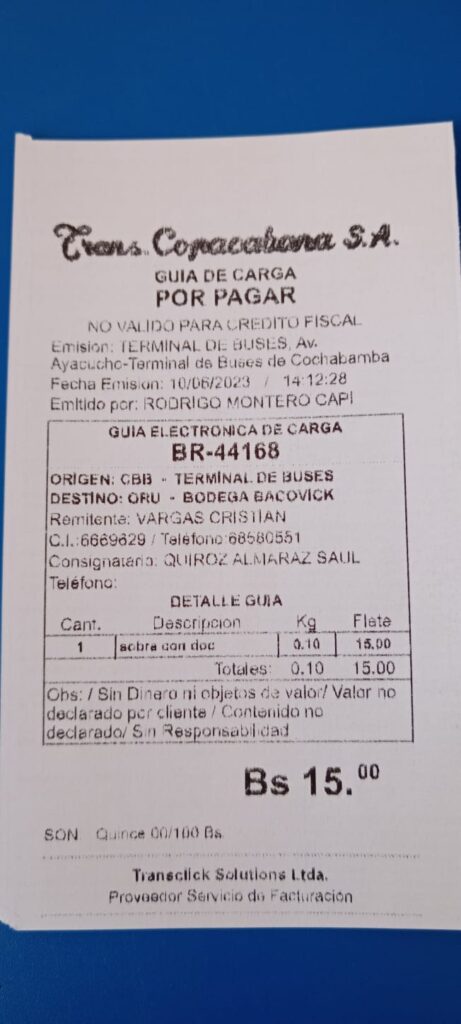 Trans. Copacabana S.A.
GUIA DE CARGA
POR PAGAR
NO VALIDO PARA CREDITO FISCAL
Emision: TERMINAL DE BUSES, Av.
Ayacucho-Terminal de Buses de Cochabamba
Fecha Emision: 10/06/2023 / 14:12:28
Emitido por: RODRIGO MONTERO CAPI
GUIA ELECTRONICA DE CARGA
BR-44168
ORIGEN: CBB - TERMINAL DE BUSES
DESTINO: ORU - BODEGA BACOVICK
Remitente: VARGAS CRISTIAN
C.I.:6669629 / Teléfono:68580551
Consignatario: QUIROZ ALMARAZ SAUL
Teléfono:
DETALLE GUIA
Cant. Descripcion Kg Flete
1 sobre con doc 0.10 15.00
Totales: 0.10 15.00
Obs: / Sin Dinero ni objetos de valor/ Valor no
declarado por cliente / Contenido no
declarado/ Sin Responsabilidad
Bs 15.00
SON Quince 00/100 Bs.
Transclick Solutions Ltda.
Proveedor Servicio de Facturación